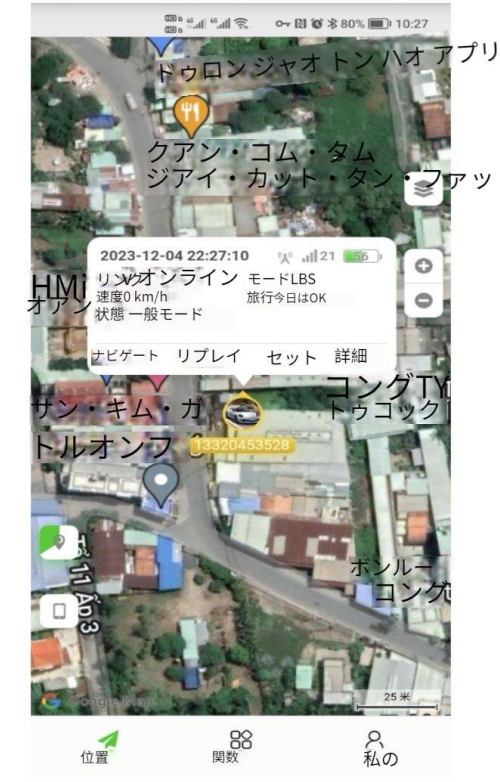 80% 10:27
ドゥロン ジャオ トン ハオ アプリ
クアン・コム・タム
ジアイ・カット・タン・ファッ
2023-12-04 22:27:10 21 56
オンライン モードLBS
速度0 km/h 旅行今日はOK
状態 一般モード
ナビゲート リプレイ セット 詳細
HMi
オアン
コングTY
トゥコック
サン・キム・ガ
トルオンフ
13320453528
Tổ 11 Ấp 3
ボンルー
コング
Google Map
25 米
位置 関数 私の